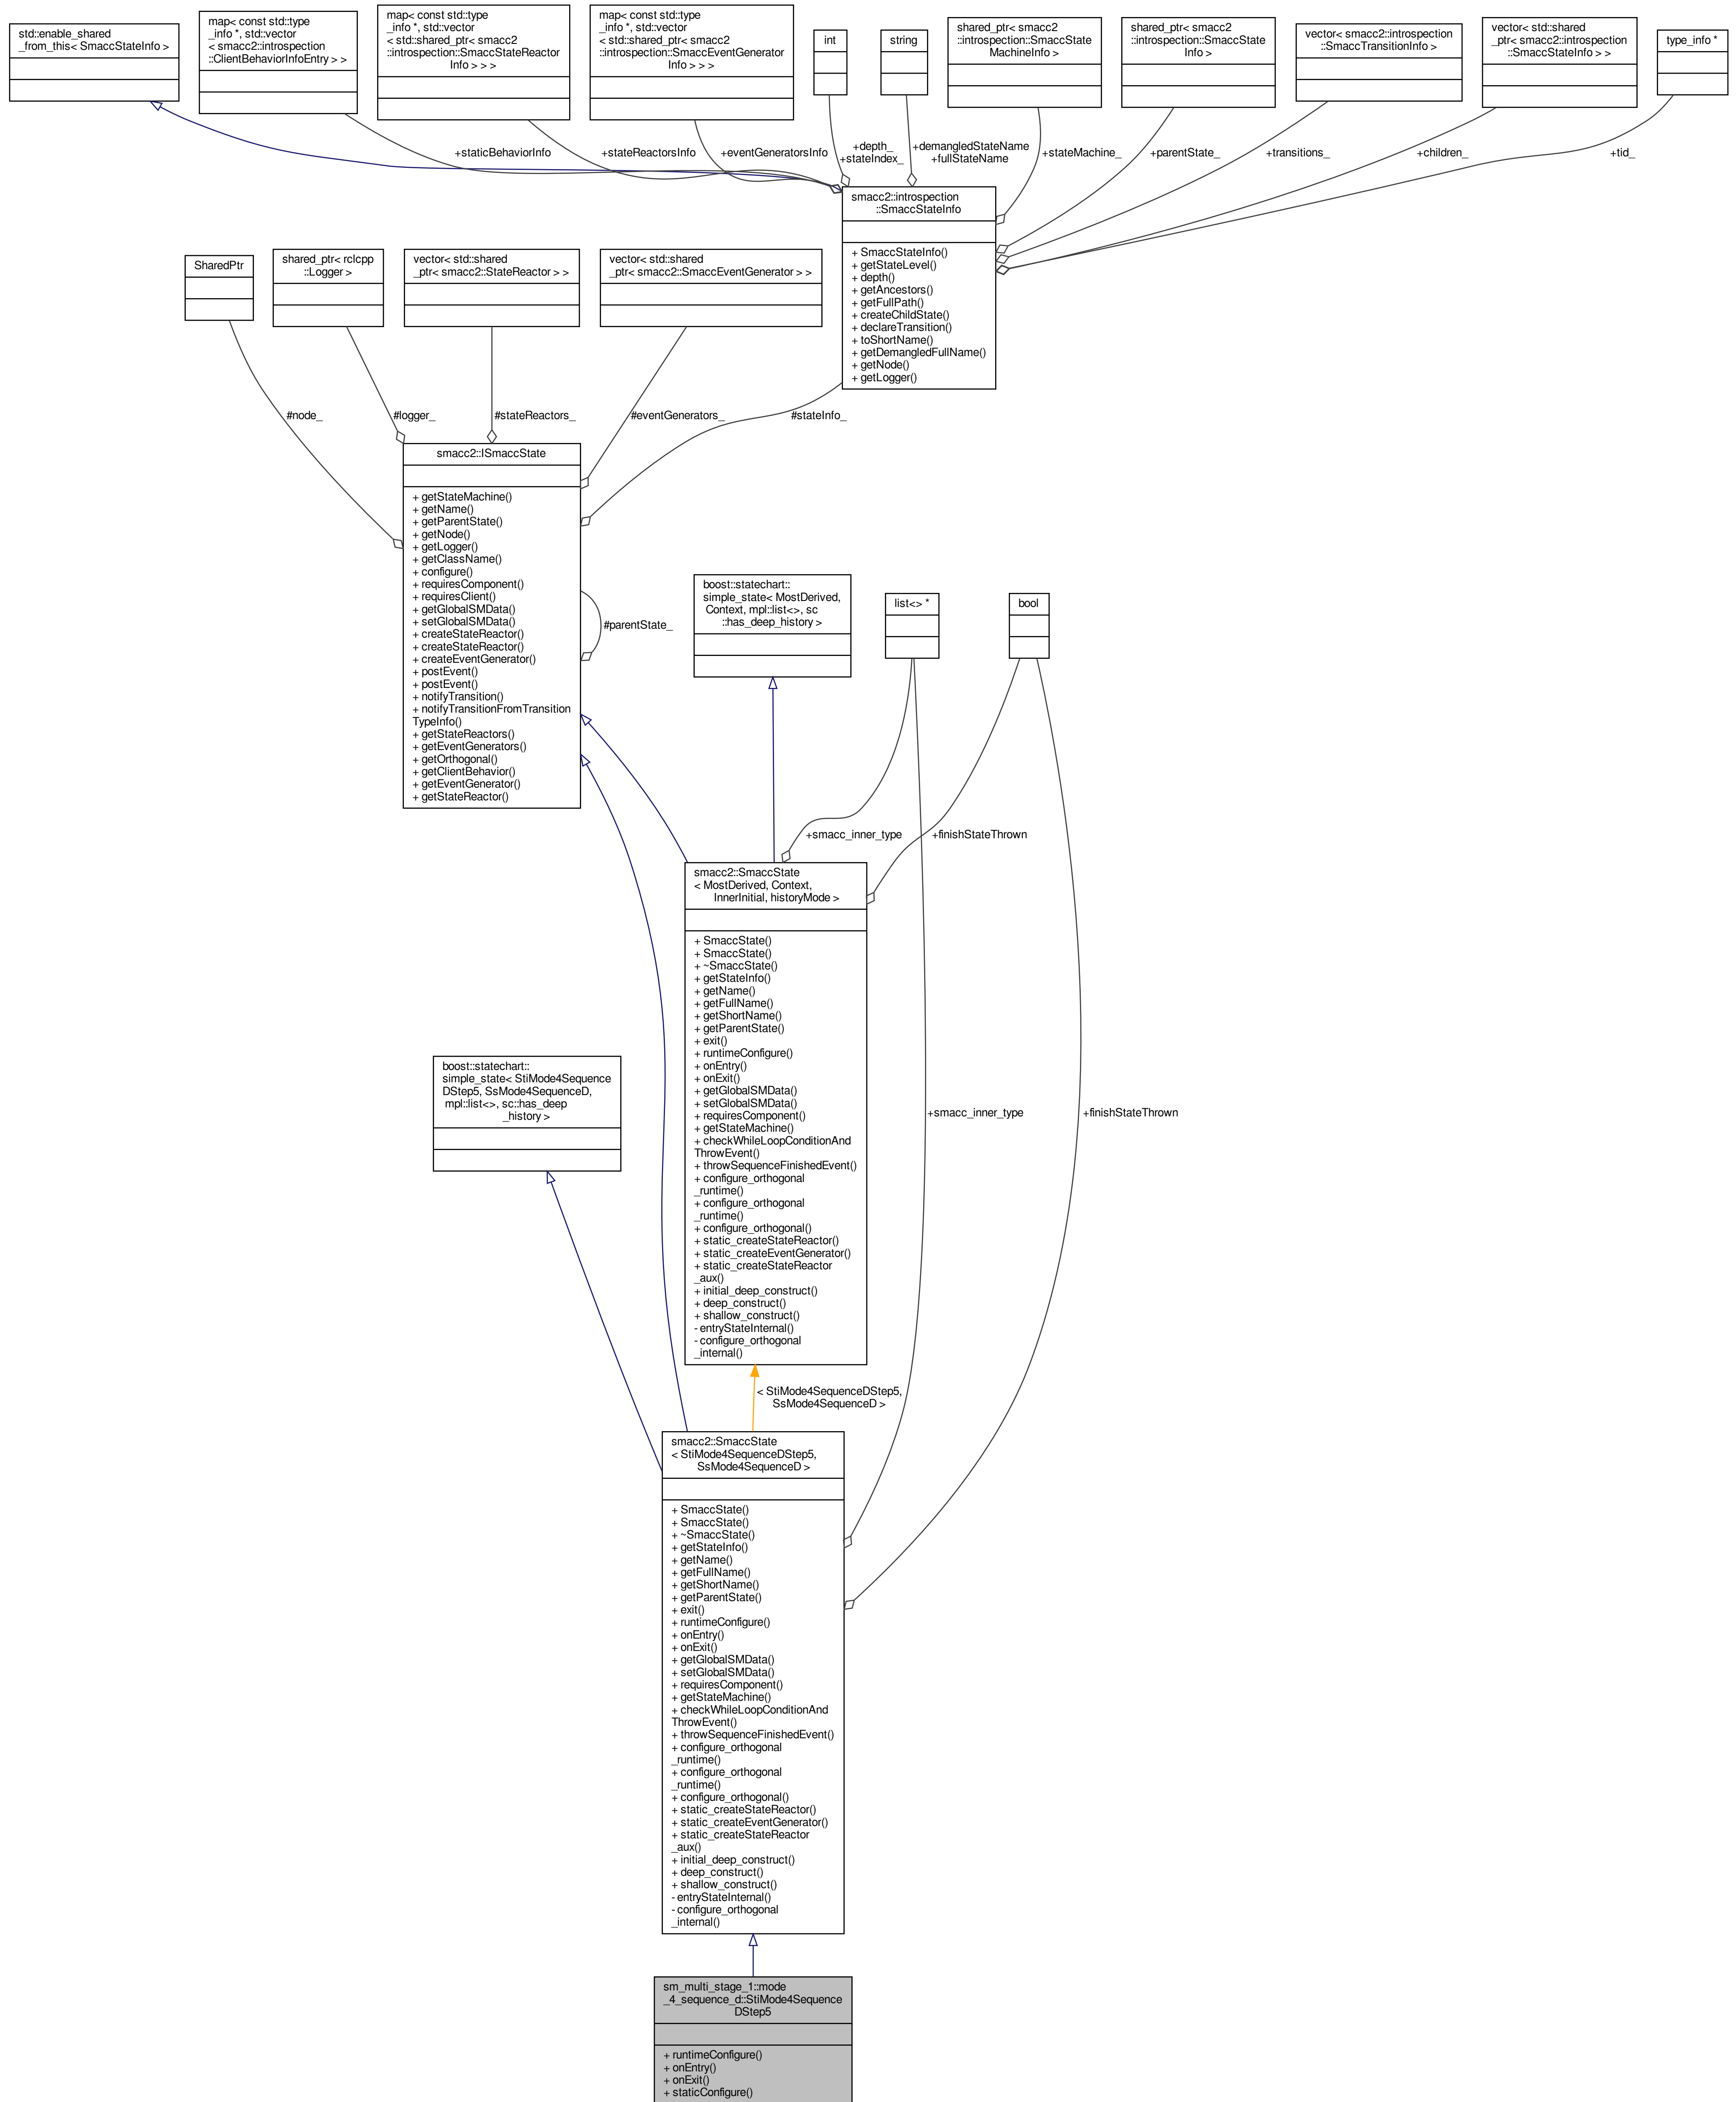 std::enable_shared
_from_this< SmaccStateInfo >
map< const std::type
_info *, std::vector
< smacc2::introspection
::ClientBehaviorInfoEntry > >
map< const std::type
_info *, std::vector
< std::shared_ptr< smacc2
::introspection::SmaccStateReactor
Info > > >
map< const std::type
_info *, std::vector
< std::shared_ptr< smacc2
::introspection::SmaccEventGenerator
Info > > >
int
string
shared_ptr< smacc2
::introspection::SmaccState
MachineInfo >
shared_ptr< smacc2
::introspection::SmaccState
Info >
vector< smacc2::introspection
::SmaccTransitionInfo >
vector< std::shared
_ptr< smacc2::introspection
::SmaccStateInfo > >
type_info *
+staticBehaviorInfo
+stateReactorsInfo
+eventGeneratorsInfo
+depth_
+stateIndex_
+demangledStateName
+fullStateName
+stateMachine_
+parentState_
+transitions_
+children_
+tid_
smacc2::introspection
::SmaccStateInfo
+ SmaccStateInfo()
+ getStateLevel()
+ depth()
+ getAncestors()
+ getFullPath()
+ createChildState()
+ declareTransition()
+ toShortName()
+ getDemangledFullName()
+ getNode()
+ getLogger()
SharedPtr
shared_ptr< rclcpp
::Logger >
vector< std::shared
_ptr< smacc2::StateReactor > >
vector< std::shared
_ptr< smacc2::SmaccEventGenerator > >
#node_
#logger_
#stateReactors_
#eventGenerators_
#stateInfo_
smacc2::ISmaccState
+ getStateMachine()
+ getName()
+ getParentState()
+ getNode()
+ getLogger()
+ getClassName()
+ configure()
+ requiresComponent()
+ requiresClient()
+ getGlobalSMData()
+ setGlobalSMData()
+ createStateReactor()
+ createStateReactor()
+ createEventGenerator()
+ postEvent()
+ postEvent()
+ notifyTransition()
+ notifyTransitionFromTransition
TypeInfo()
+ getStateReactors()
+ getEventGenerators()
+ getOrthogonal()
+ getClientBehavior()
+ getEventGenerator()
+ getStateReactor()
#parentState_
boost::statechart::
simple_state< MostDerived,
Context, mpl::list<>, sc
::has_deep_history >
list<> *
bool
+smacc_inner_type
+finishStateThrown
smacc2::SmaccState
< MostDerived, Context,
InnerInitial, historyMode >
+ SmaccState()
+ SmaccState()
+ ~SmaccState()
+ getStateInfo()
+ getName()
+ getFullName()
+ getShortName()
+ getParentState()
+ exit()
+ runtimeConfigure()
+ onEntry()
+ onExit()
+ getGlobalSMData()
+ setGlobalSMData()
+ requiresComponent()
+ getStateMachine()
+ checkWhileLoopConditionAnd
ThrowEvent()
+ throwSequenceFinishedEvent()
+ configure_orthogonal
_runtime()
+ configure_orthogonal
_runtime()
+ configure_orthogonal()
+ static_createStateReactor()
+ static_createEventGenerator()
+ static_createStateReactor
_aux()
+ initial_deep_construct()
+ deep_construct()
+ shallow_construct()
- entryStateInternal()
- configure_orthogonal
_internal()
boost::statechart::
simple_state< StiMode4Sequence
DStep5, SsMode4SequenceD,
mpl::list<>, sc::has_deep
_history >
+smacc_inner_type
+finishStateThrown
< StiMode4SequenceDStep5,
SsMode4SequenceD >
smacc2::SmaccState
< StiMode4SequenceDStep5,
SsMode4SequenceD >
+ SmaccState()
+ SmaccState()
+ ~SmaccState()
+ getStateInfo()
+ getName()
+ getFullName()
+ getShortName()
+ getParentState()
+ exit()
+ runtimeConfigure()
+ onEntry()
+ onExit()
+ getGlobalSMData()
+ setGlobalSMData()
+ requiresComponent()
+ getStateMachine()
+ checkWhileLoopConditionAnd
ThrowEvent()
+ throwSequenceFinishedEvent()
+ configure_orthogonal
_runtime()
+ configure_orthogonal
_runtime()
+ configure_orthogonal()
+ static_createStateReactor()
+ static_createEventGenerator()
+ static_createStateReactor
_aux()
+ initial_deep_construct()
+ deep_construct()
+ shallow_construct()
- entryStateInternal()
- configure_orthogonal
_internal()
sm_multi_stage_1::mode
_4_sequence_d::StiMode4Sequence
DStep5
+ runtimeConfigure()
+ onEntry()
+ onExit()
+ staticConfigure()